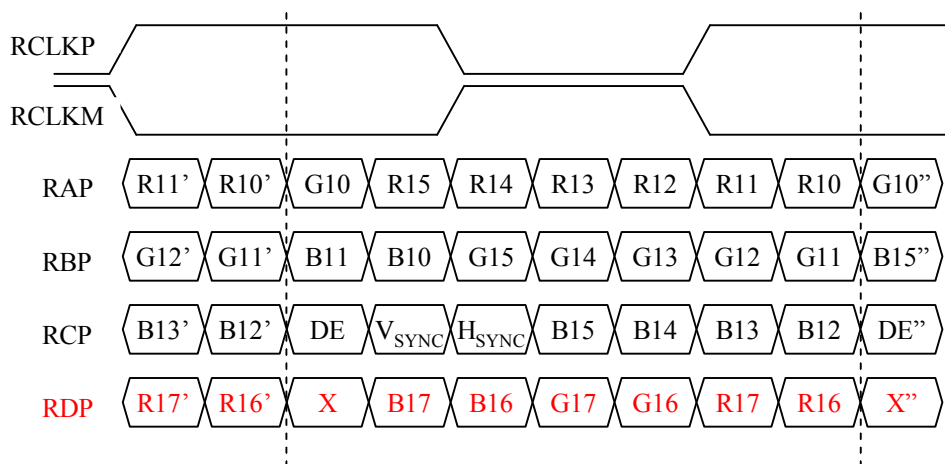 RCLKP
RCLKM
RAP R11’ R10’ G10 R15 R14 R13 R12 R11 R10 G10”
RBP G12’ G11’ B11 B10 G15 G14 G13 G12 G11 B15”
RCP B13’ B12’ DE VSYNC HSYNC B15 B14 B13 B12 DE”
RDP R17’ R16’ X B17 B16 G17 G16 R17 R16 X”